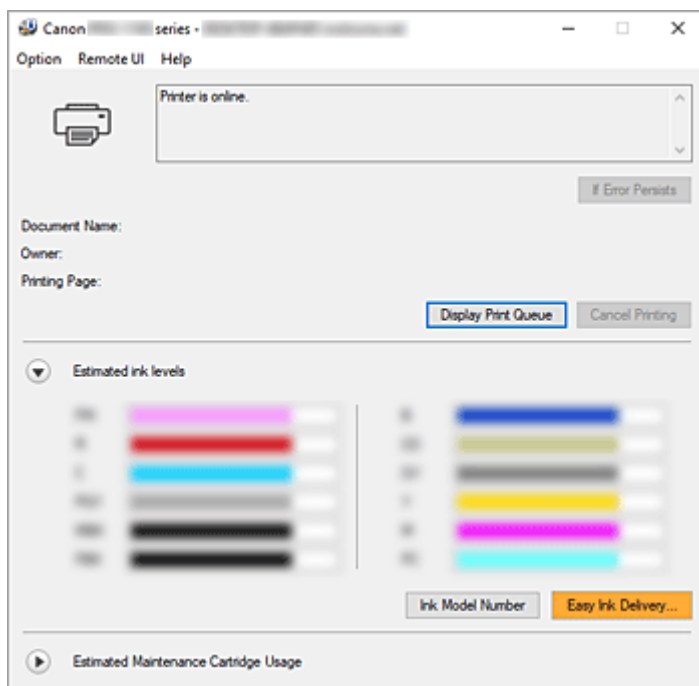 Canon series -
Option Remote UI Help
Printer is online.
If Error Persists
Document Name:
Owner:
Printing Page:
Display Print Queue Cancel Printing
Estimated ink levels
Ink Model Number Easy Ink Delivery...
Estimated Maintenance Cartridge Usage